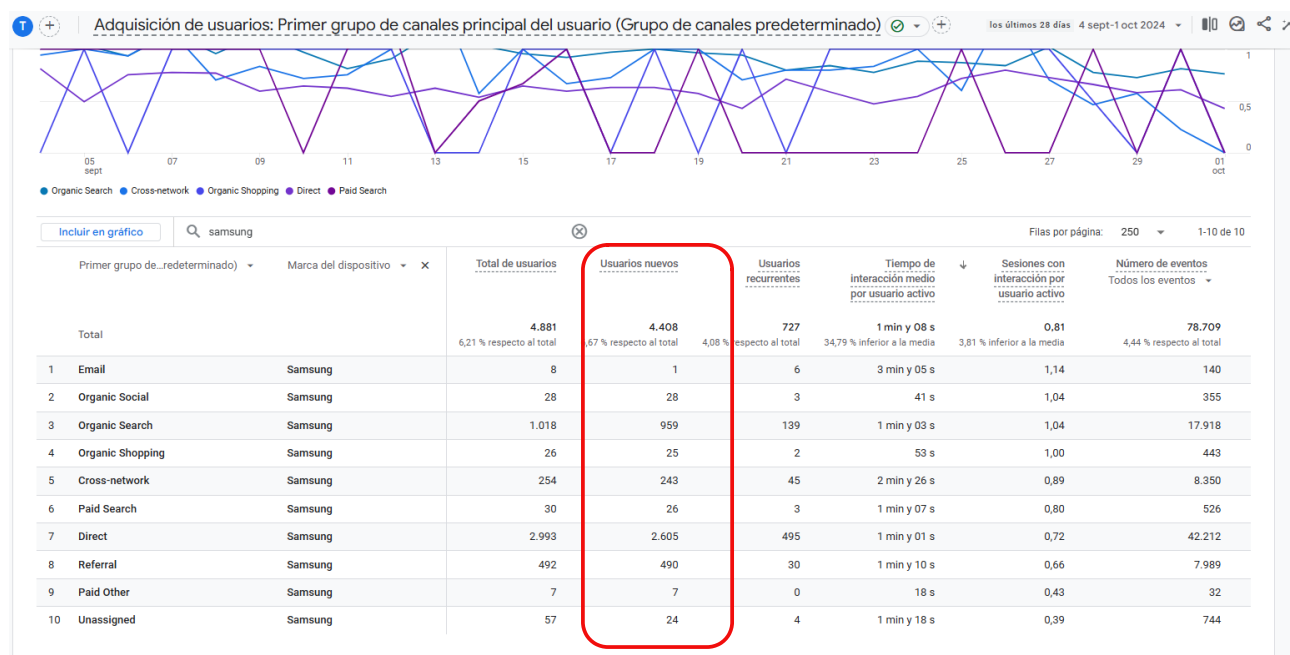 T
Adquisición de usuarios: Primer grupo de canales principal del usuario (Grupo de canales predeterminado)
los últimos 28 días 4 sept-1 oct 2024
1
0,5
0
05 sept 07 09 11 13 15 17 19 21 23 25 27 29 01 oct
Organic Search Cross-network Organic Shopping Direct Paid Search
Incluir en gráfico samsung Filas por página: 250 1-10 de 10
Primer grupo de...redeterminado) Marca del dispositivo Total de usuarios Usuarios nuevos Usuarios recurrentes Tiempo de interacción medio por usuario activo Sesiones con interacción por usuario activo Número de eventos Todos los eventos
Total 4.881 4.408 727 1 min y 08 s 0,81 78.709
6,21 % respecto al total ,67 % respecto al total 4,08 % respecto al total 34,79 % inferior a la media 3,81 % inferior a la media 4,44 % respecto al total
1 Email Samsung 8 1 6 3 min y 05 s 1,14 140
2 Organic Social Samsung 28 28 3 41 s 1,04 355
3 Organic Search Samsung 1.018 959 139 1 min y 03 s 1,04 17.918
4 Organic Shopping Samsung 26 25 2 53 s 1,00 443
5 Cross-network Samsung 254 243 45 2 min y 26 s 0,89 8.350
6 Paid Search Samsung 30 26 3 1 min y 07 s 0,80 526
7 Direct Samsung 2.993 2.605 495 1 min y 01 s 0,72 42.212
8 Referral Samsung 492 490 30 1 min y 10 s 0,66 7.989
9 Paid Other Samsung 7 7 0 18 s 0,43 32
10 Unassigned Samsung 57 24 4 1 min y 18 s 0,39 744